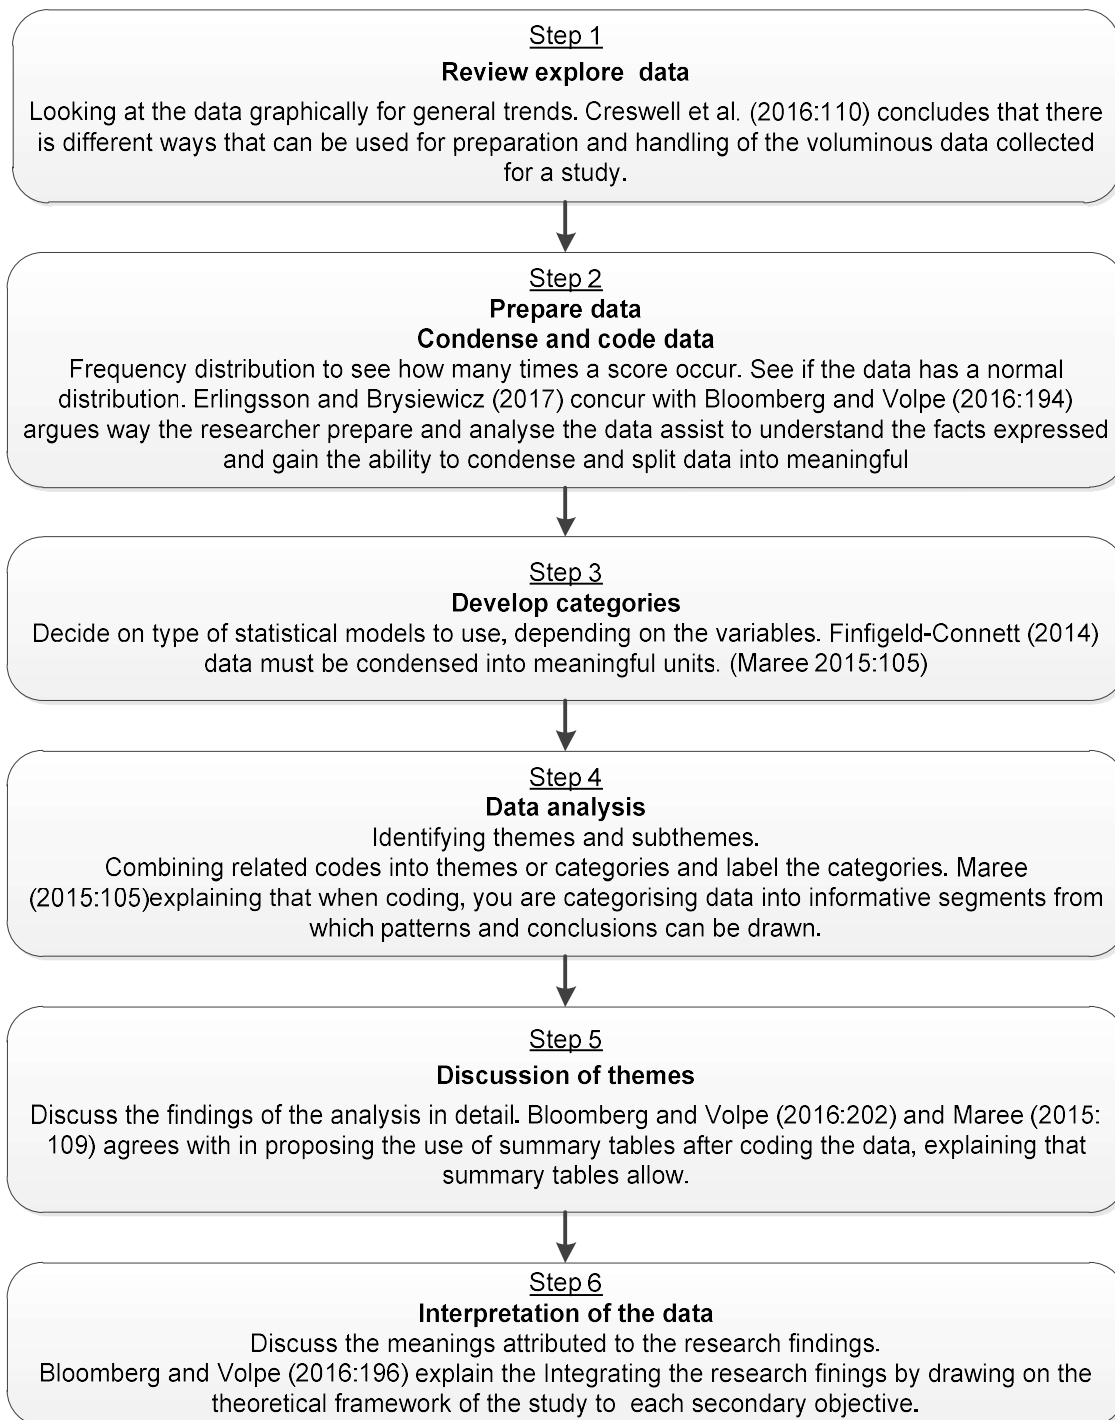 Step 1
Review explore data
Looking at the data graphically for general trends. Creswell et al. (2016:110) concludes that there
is different ways that can be used for preparation and handling of the voluminous data collected
for a study.
Step 2
Prepare data
Condense and code data
Frequency distribution to see how many times a score occur. See if the data has a normal
distribution. Erlingsson and Brysiewicz (2017) concur with Bloomberg and Volpe (2016:194)
argues way the researcher prepare and analyse the data assist to understand the facts expressed
and gain the ability to condense and split data into meaningful
Step 3
Develop categories
Decide on type of statistical models to use, depending on the variables. Finfigeld-Connett (2014)
data must be condensed into meaningful units. (Maree 2015:105)
Step 4
Data analysis
Identifying themes and subthemes.
Combining related codes into themes or categories and label the categories. Maree
(2015:105)explaining that when coding, you are categorising data into informative segments from
which patterns and conclusions can be drawn.
Step 5
Discussion of themes
Discuss the findings of the analysis in detail. Bloomberg and Volpe (2016:202) and Maree (2015:
109) agrees with in proposing the use of summary tables after coding the data, explaining that
summary tables allow.
Step 6
Interpretation of the data
Discuss the meanings attributed to the research findings.
Bloomberg and Volpe (2016:196) explain the Integrating the research finings by drawing on the
theoretical framework of the study to each secondary objective.